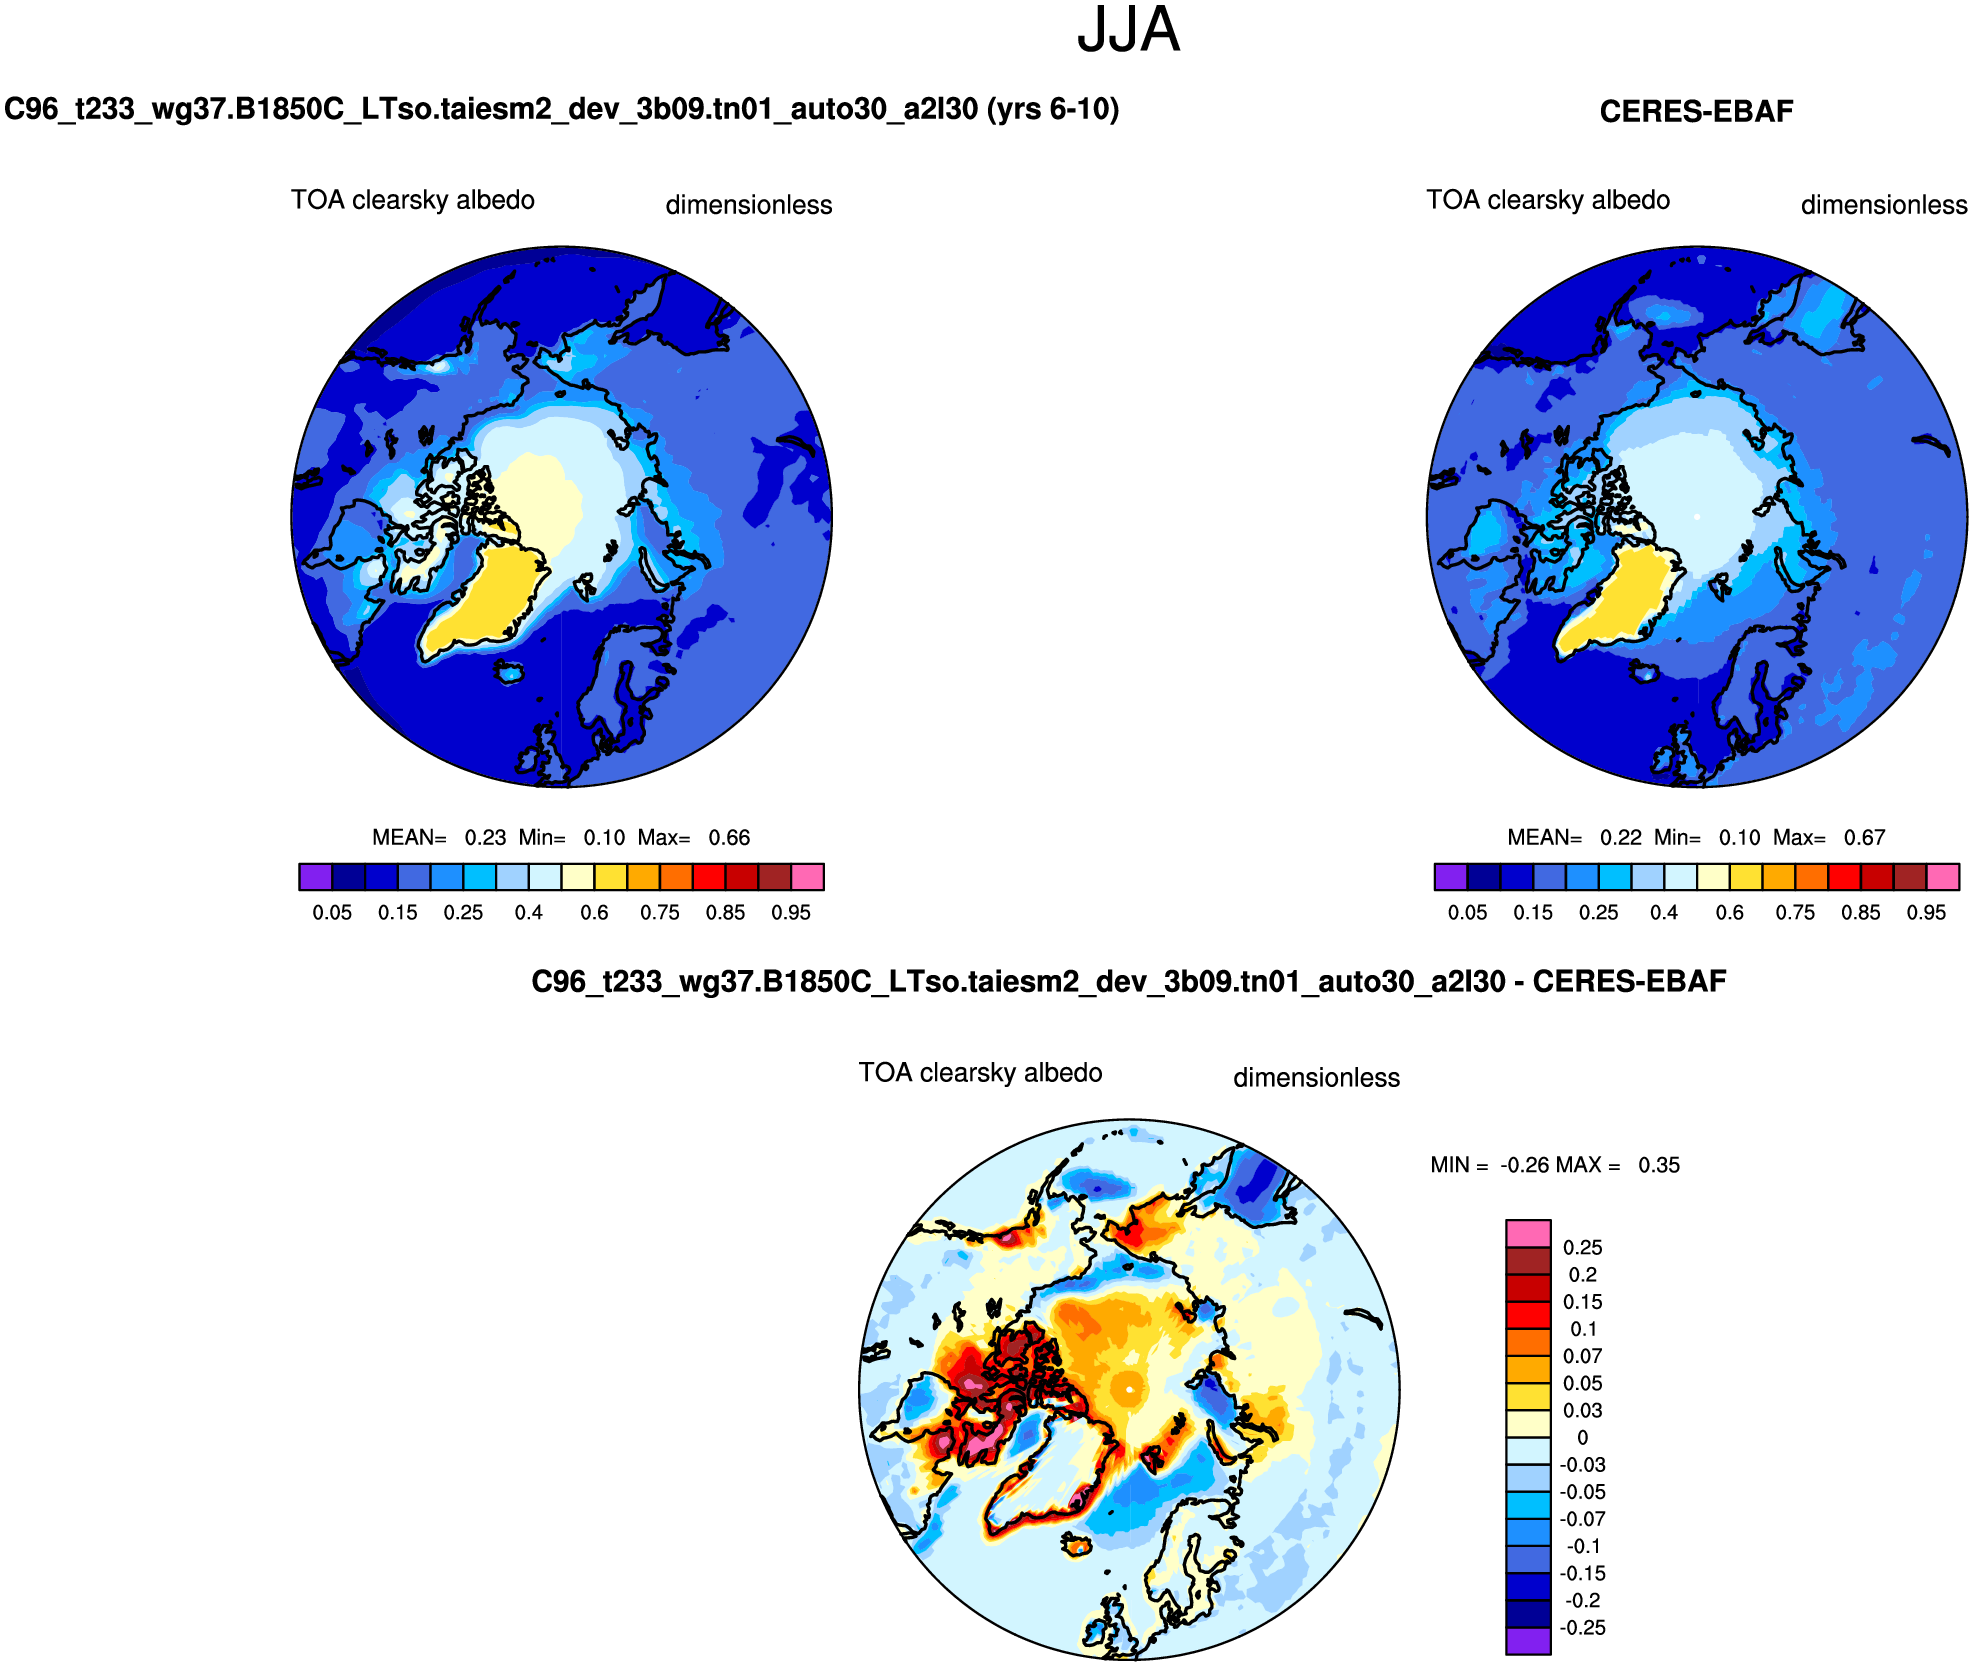 JJA
C96_t233_wg37.B1850C_LTso.taiesm2_dev_3b09.tn01_auto30_a2l30 (yrs 6-10)
CERES-EBAF
TOA clearsky albedo dimensionless
TOA clearsky albedo dimensionless
MEAN= 0.23 Min= 0.10 Max= 0.66
MEAN= 0.22 Min= 0.10 Max= 0.67
0.05 0.15 0.25 0.4 0.6 0.75 0.85 0.95
0.05 0.15 0.25 0.4 0.6 0.75 0.85 0.95
C96_t233_wg37.B1850C_LTso.taiesm2_dev_3b09.tn01_auto30_a2l30 - CERES-EBAF
TOA clearsky albedo dimensionless
MIN = -0.26 MAX = 0.35
0.25
0.2
0.15
0.1
0.07
0.05
0.03
0
-0.03
-0.05
-0.07
-0.1
-0.15
-0.2
-0.25